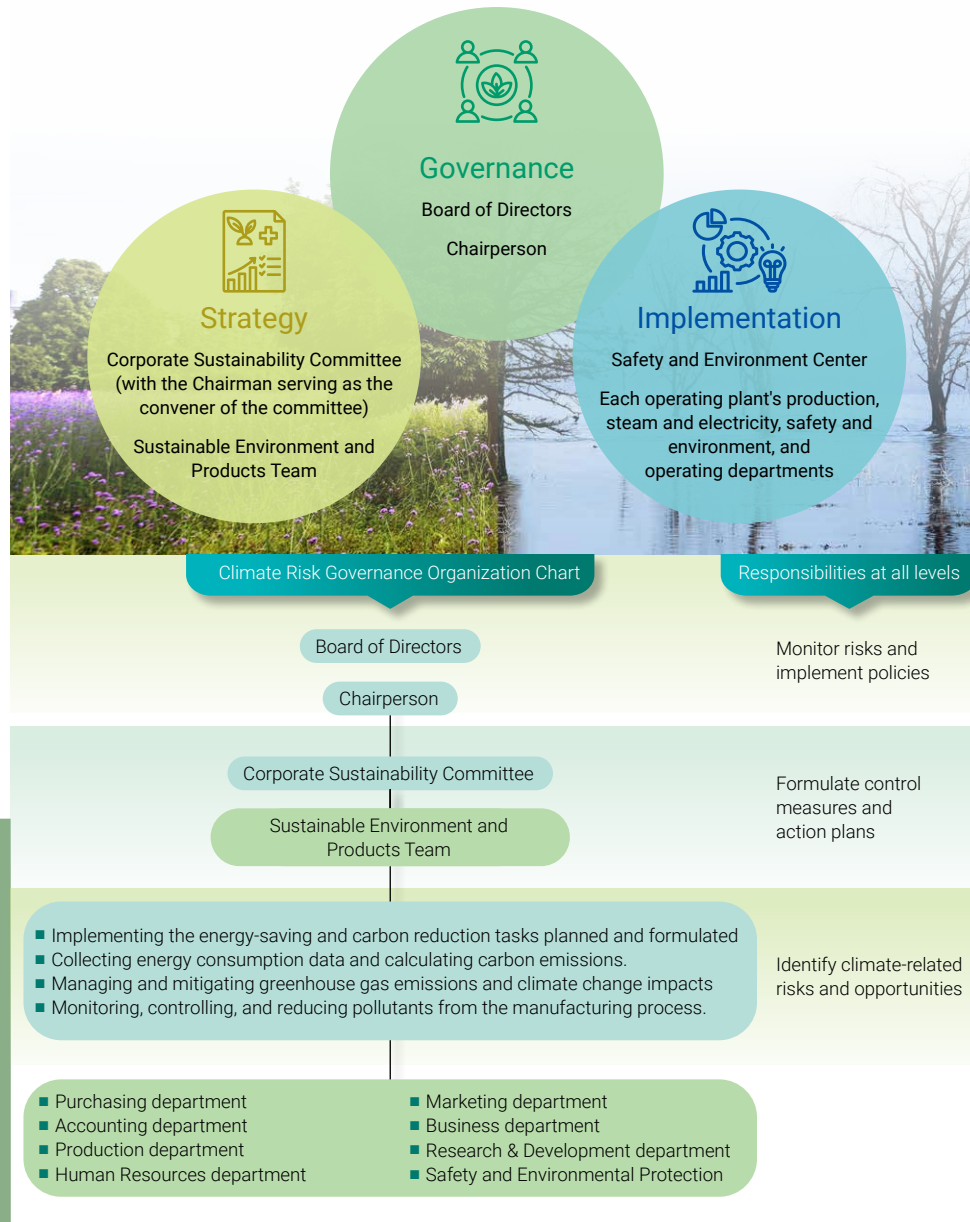 Governance
Board of Directors
Chairperson
Strategy
Corporate Sustainability Committee
(with the Chairman serving as the
convener of the committee)
Sustainable Environment and
Products Team
Implementation
Safety and Environment Center
Each operating plant's production,
steam and electricity, safety and
environment, and
operating departments
Climate Risk Governance Organization Chart
Responsibilities at all levels
Board of Directors
Chairperson
Monitor risks and
implement policies
Corporate Sustainability Committee
Sustainable Environment and
Products Team
Formulate control
measures and
action plans
■ Implementing the energy-saving and carbon reduction tasks planned and formulated
■ Collecting energy consumption data and calculating carbon emissions.
■ Managing and mitigating greenhouse gas emissions and climate change impacts
■ Monitoring, controlling, and reducing pollutants from the manufacturing process.
Identify climate-related
risks and opportunities
■ Purchasing department
■ Accounting department
■ Production department
■ Human Resources department
■ Marketing department
■ Business department
■ Research & Development department
■ Safety and Environmental Protection